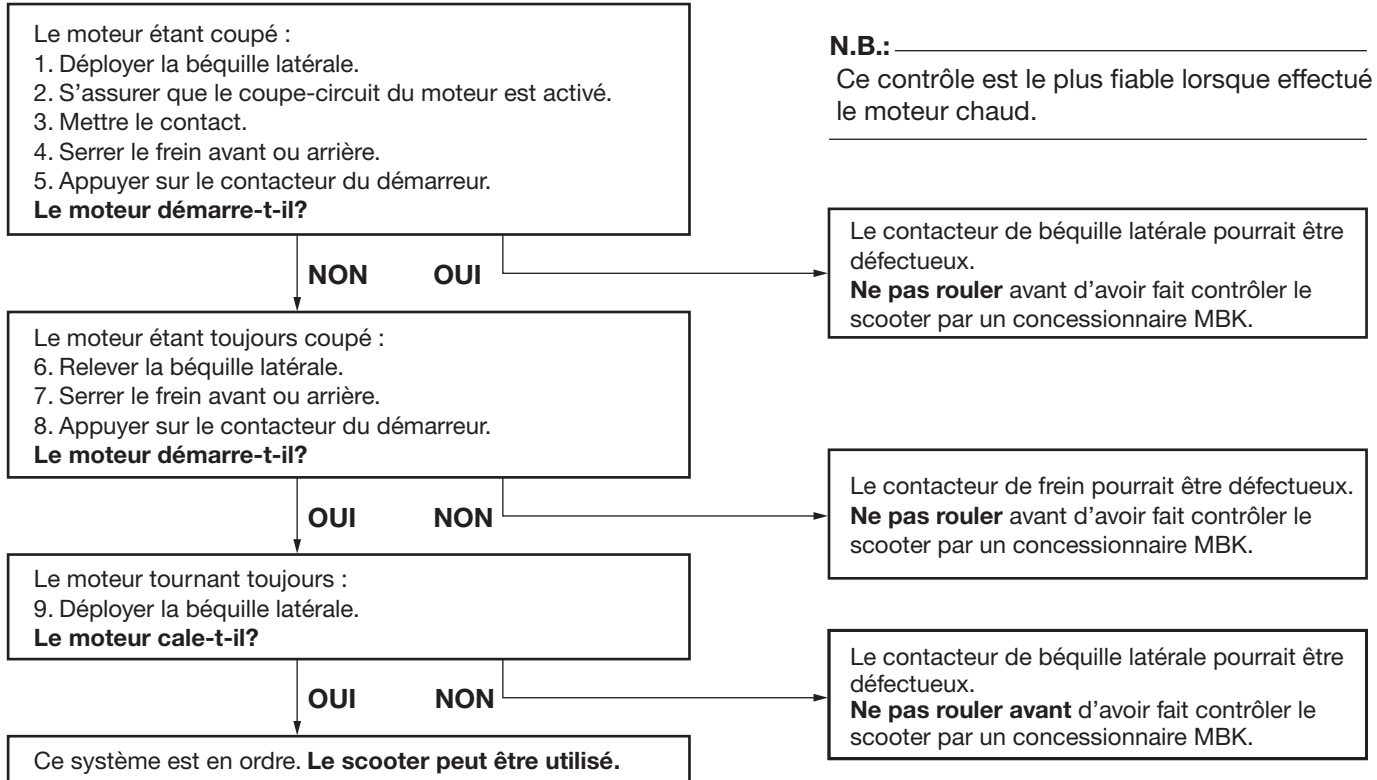 Le moteur étant coupé :
1. Déployer la béquille latérale.
2. S'assurer que le coupe-circuit du moteur est activé.
3. Mettre le contact.
4. Serrer le frein avant ou arrière.
5. Appuyer sur le contacteur du démarreur.
Le moteur démarre-t-il?
N.B.:
Ce contrôle est le plus fiable lorsque effectué
le moteur chaud.
NON OUI
Le contacteur de béquille latérale pourrait être
défectueux.
Ne pas rouler avant d'avoir fait contrôler le
scooter par un concessionnaire MBK.
Le moteur étant toujours coupé :
6. Relever la béquille latérale.
7. Serrer le frein avant ou arrière.
8. Appuyer sur le contacteur du démarreur.
Le moteur démarre-t-il?
OUI NON
Le contacteur de frein pourrait être défectueux.
Ne pas rouler avant d'avoir fait contrôler le
scooter par un concessionnaire MBK.
Le moteur tournant toujours :
9. Déployer la béquille latérale.
Le moteur cale-t-il?
OUI NON
Le contacteur de béquille latérale pourrait être
défectueux.
Ne pas rouler avant d'avoir fait contrôler le
scooter par un concessionnaire MBK.
Ce système est en ordre. Le scooter peut être utilisé.